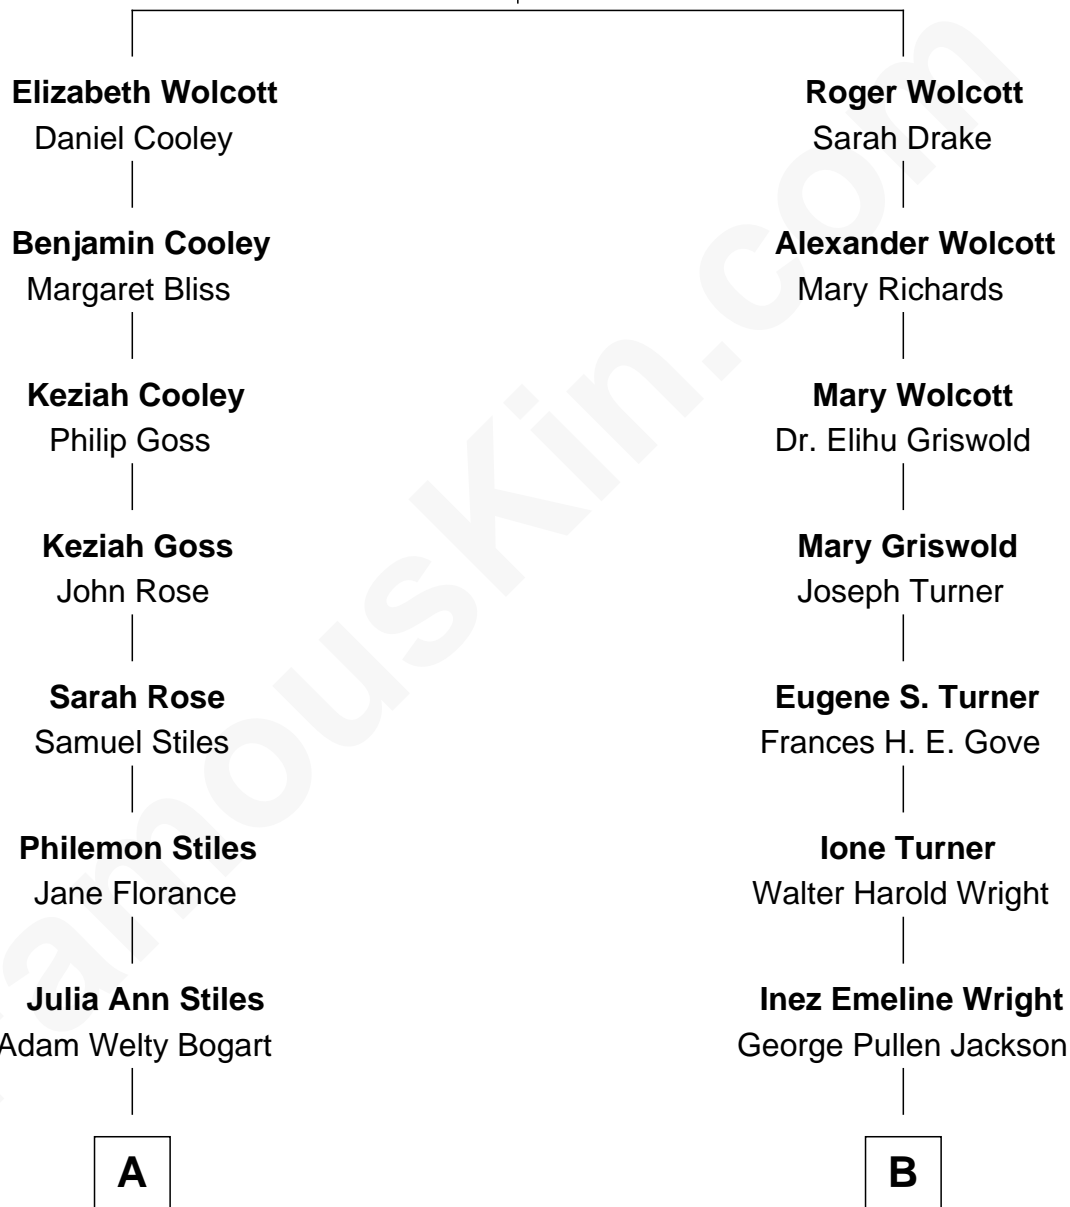 Elizabeth Wolcott
Daniel Cooley
Benjamin Cooley
Margaret Bliss
Keziah Cooley
Philip Goss
Keziah Goss
John Rose
Sarah Rose
Samuel Stiles
Philemon Stiles
Jane Florance
Julia Ann Stiles
Adam Welty Bogart
A
Roger Wolcott
Sarah Drake
Alexander Wolcott
Mary Richards
Mary Wolcott
Dr. Elihu Griswold
Mary Griswold
Joseph Turner
Eugene S. Turner
Frances H. E. Gove
Ione Turner
Walter Harold Wright
Inez Emeline Wright
George Pullen Jackson
B
FamousKin.com